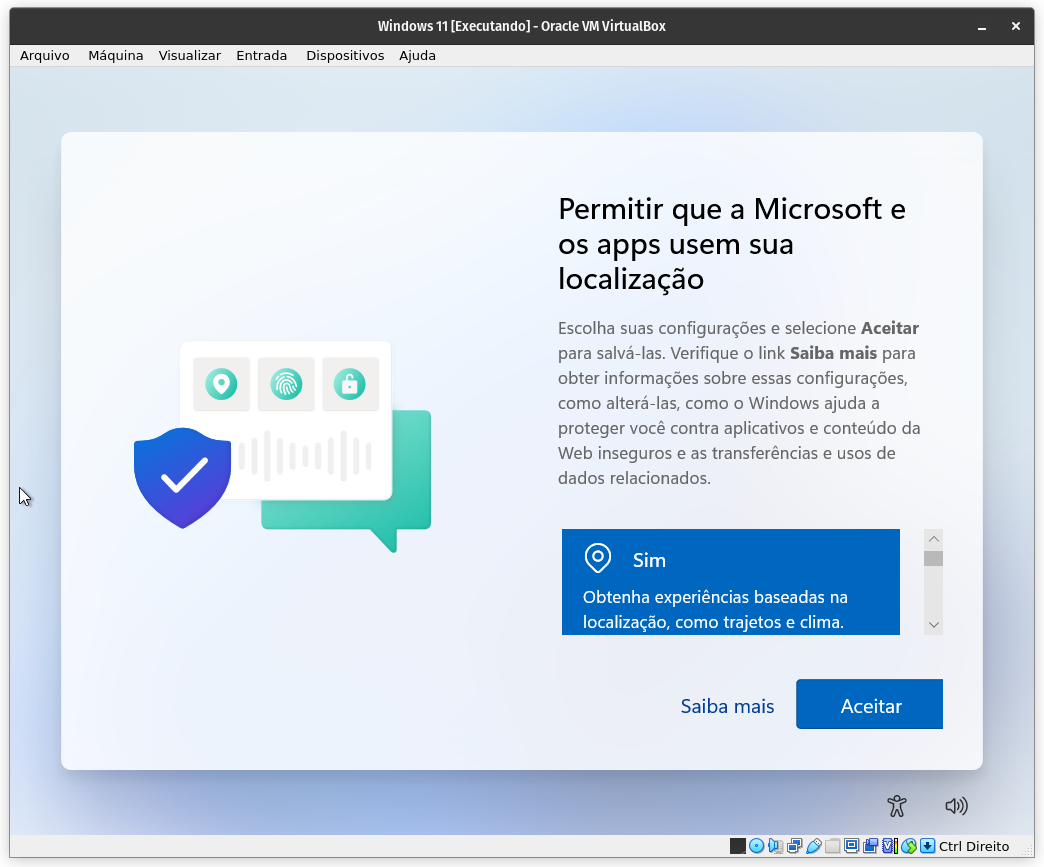 Windows 11 [Executando] - Oracle VM VirtualBox
Arquivo Máquina Visualizar Entrada Dispositivos Ajuda
Permitir que a Microsoft e
os apps usem sua
localização
Escolha suas configurações e selecione Aceitar
para salvá-las. Verifique o link Saiba mais para
obter informações sobre essas configurações,
como alterá-las, como o Windows ajuda a
proteger você contra aplicativos e conteúdo da
Web inseguros e as transferências e usos de
dados relacionados.
Sim
Obtenha experiências baseadas na
localização, como trajetos e clima.
Saiba mais Aceitar
Ctrl Direito